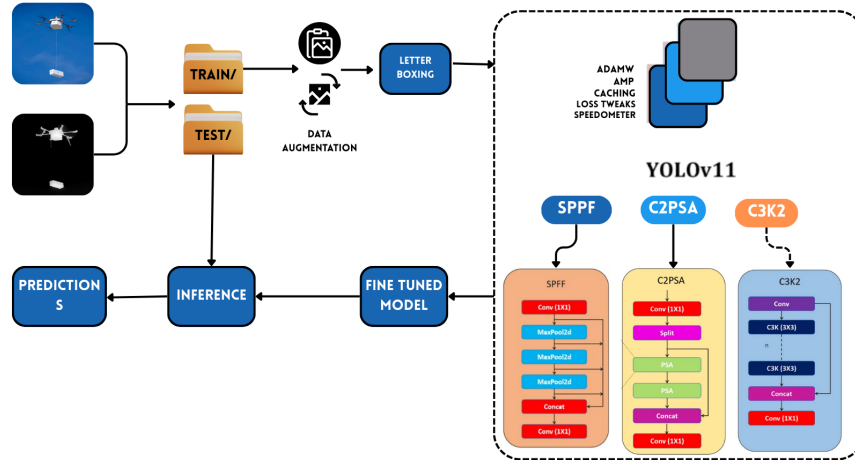 TRAIN/
TEST/
DATA
AUGMENTATION
LETTER
BOXING
ADAMW
AMP
CACHING
LOSS TWEAKS
SPEEDOMETER
YOLOv11
SPPF
C2PSA
C3K2
PREDICTION
S
INFERENCE
FINE TUNED
MODEL
SPFF
Conv (1X1)
MaxPool2d
MaxPool2d
MaxPool2d
Concat
Conv (1X1)
C2PSA
Conv (1X1)
Split
PSA
PSA
Concat
Conv (1X1)
C3K2
Conv
C3K (3X3)
n
C3K (3X3)
Concat
Conv (1X1)